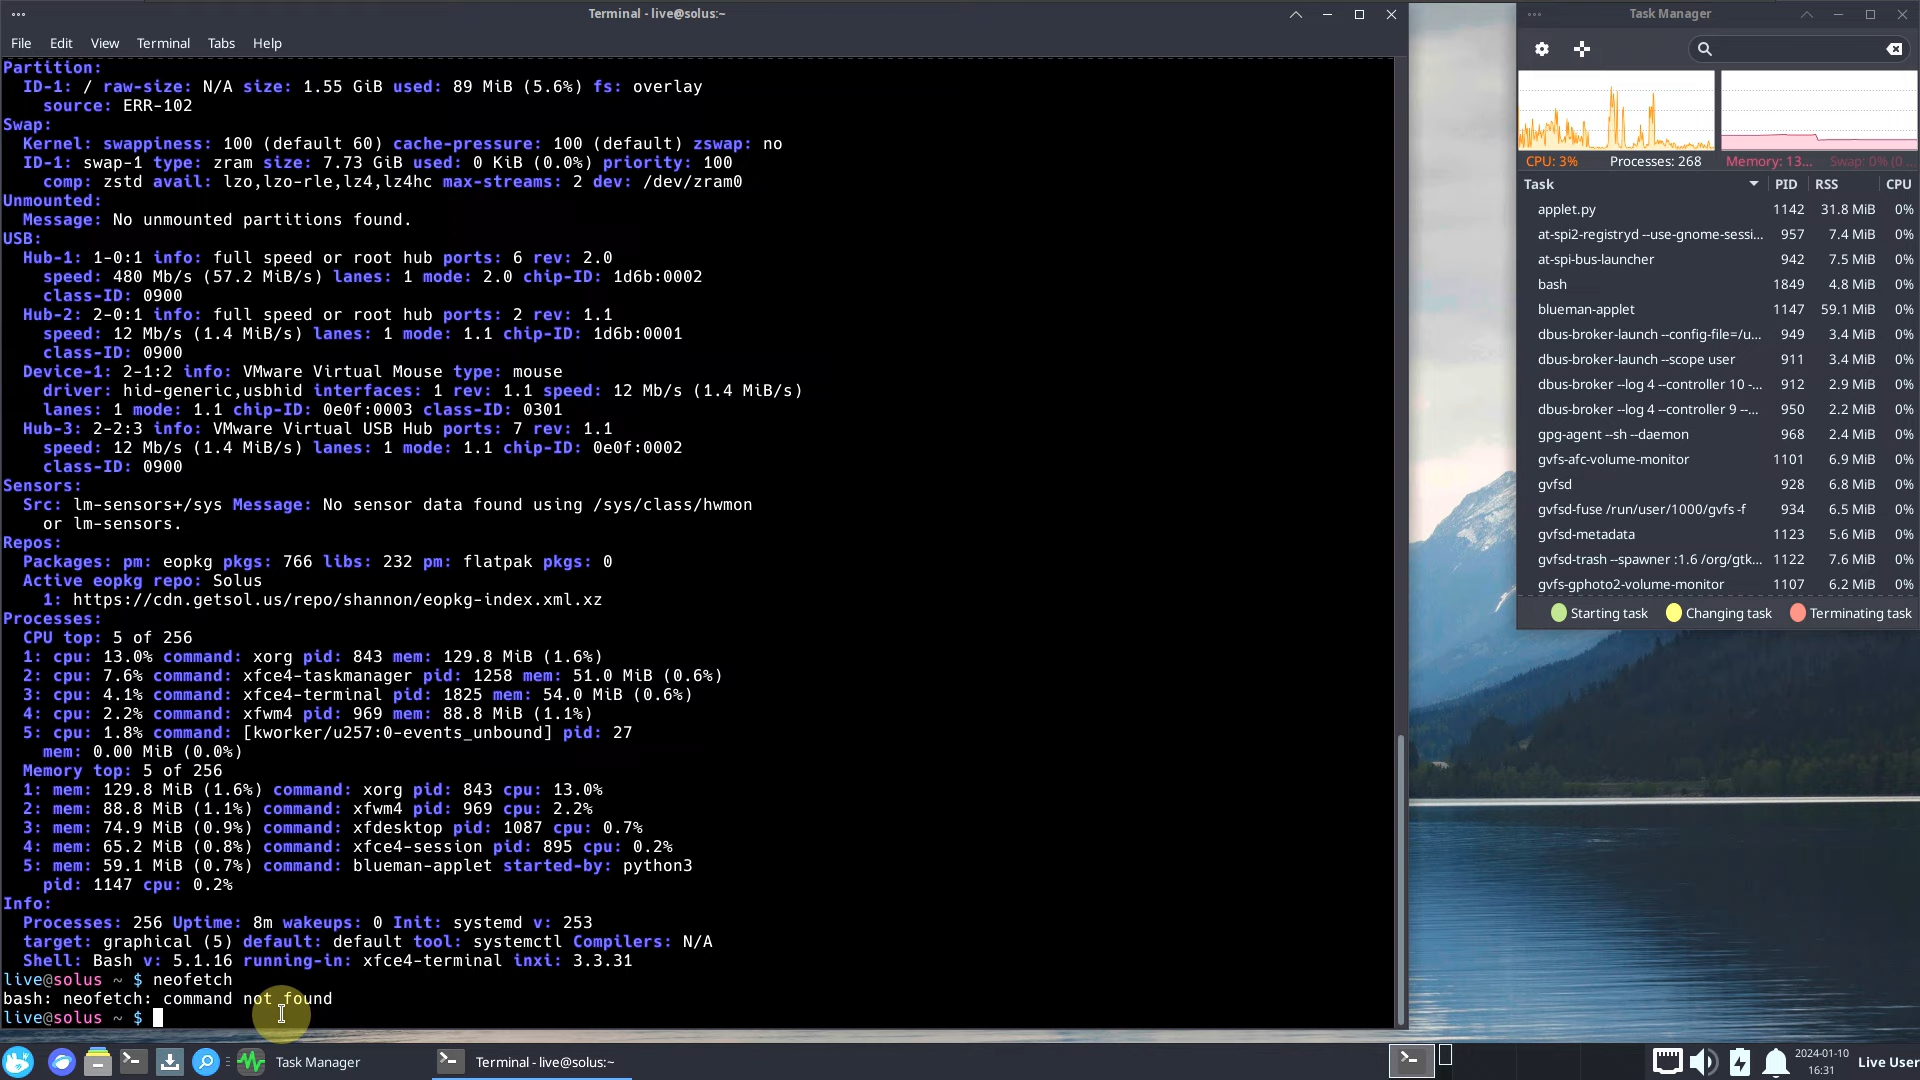 Terminal - live@solus:~
File Edit View Terminal Tabs Help
Partition:
ID-1: / raw-size: N/A size: 1.55 GiB used: 89 MiB (5.6%) fs: overlay
source: ERR-102
Swap:
Kernel: swappiness: 100 (default 60) cache-pressure: 100 (default) zswap: no
ID-1: swap-1 type: zram size: 7.73 GiB used: 0 KiB (0.0%) priority: 100
comp: zstd avail: lzo,lzo-rle,lz4,lz4hc max-streams: 2 dev: /dev/zram0
Unmounted:
Message: No unmounted partitions found.
USB:
Hub-1: 1-0:1 info: full speed or root hub ports: 6 rev: 2.0
speed: 480 Mb/s (57.2 MiB/s) lanes: 1 mode: 2.0 chip-ID: 1d6b:0002
class-ID: 0900
Hub-2: 2-0:1 info: full speed or root hub ports: 2 rev: 1.1
speed: 12 Mb/s (1.4 MiB/s) lanes: 1 mode: 1.1 chip-ID: 1d6b:0001
class-ID: 0900
Device-1: 2-1:2 info: VMware Virtual Mouse type: mouse
driver: hid-generic,usbhid interfaces: 1 rev: 1.1 speed: 12 Mb/s (1.4 MiB/s)
lanes: 1 mode: 1.1 chip-ID: 0e0f:0003 class-ID: 0301
Hub-3: 2-2:3 info: VMware Virtual USB Hub ports: 7 rev: 1.1
speed: 12 Mb/s (1.4 MiB/s) lanes: 1 mode: 1.1 chip-ID: 0e0f:0002
class-ID: 0900
Sensors:
Src: lm-sensors+/sys Message: No sensor data found using /sys/class/hwmon
or lm-sensors.
Repos:
Packages: pm: eopkg pkgs: 766 libs: 232 pm: flatpak pkgs: 0
Active eopkg repo: Solus
1: https://cdn.getsol.us/repo/shannon/eopkg-index.xml.xz
Processes:
CPU top: 5 of 256
1: cpu: 13.0% command: xorg pid: 843 mem: 129.8 MiB (1.6%)
2: cpu: 7.6% command: xfce4-taskmanager pid: 1258 mem: 51.0 MiB (0.6%)
3: cpu: 4.1% command: xfce4-terminal pid: 1825 mem: 54.0 MiB (0.6%)
4: cpu: 2.2% command: xfwm4 pid: 969 mem: 88.8 MiB (1.1%)
5: cpu: 1.8% command: [kworker/u257:0-events_unbound] pid: 27
mem: 0.00 MiB (0.0%)
Memory top: 5 of 256
1: mem: 129.8 MiB (1.6%) command: xorg pid: 843 cpu: 13.0%
2: mem: 88.8 MiB (1.1%) command: xfwm4 pid: 969 cpu: 2.2%
3: mem: 74.9 MiB (0.9%) command: xfdesktop pid: 1087 cpu: 0.7%
4: mem: 65.2 MiB (0.8%) command: xfce4-session pid: 895 cpu: 0.2%
5: mem: 59.1 MiB (0.7%) command: blueman-applet started-by: python3
pid: 1147 cpu: 0.2%
Info:
Processes: 256 Uptime: 8m wakeups: 0 Init: systemd v: 253
target: graphical (5) default: default tool: systemctl Compilers: N/A
Shell: Bash v: 5.1.16 running-in: xfce4-terminal inxi: 3.3.31
live@solus ~ $ neofetch
bash: neofetch: command not found
live@solus ~ $
Task Manager
CPU: 3% Processes: 268 Memory: 13... Swap: 0% (0 ...
Task PID RSS CPU
applet.py 1142 31.8 MiB 0%
at-spi2-registryd --use-gnome-sessi... 957 7.4 MiB 0%
at-spi-bus-launcher 942 7.5 MiB 0%
bash 1849 4.8 MiB 0%
blueman-applet 1147 59.1 MiB 0%
dbus-broker-launch --config-file=/u... 949 3.4 MiB 0%
dbus-broker-launch --scope user 911 3.4 MiB 0%
dbus-broker --log 4 --controller 10 -... 912 2.9 MiB 0%
dbus-broker --log 4 --controller 9 --... 950 2.2 MiB 0%
gpg-agent --sh --daemon 968 2.4 MiB 0%
gvfs-afc-volume-monitor 1101 6.9 MiB 0%
gvfsd 928 6.8 MiB 0%
gvfsd-fuse /run/user/1000/gvfs -f 934 6.5 MiB 0%
gvfsd-metadata 1123 5.6 MiB 0%
gvfsd-trash --spawner :1.6 /org/gtk... 1122 7.6 MiB 0%
gvfs-gphoto2-volume-monitor 1107 6.2 MiB 0%
Starting task Changing task Terminating task
Task Manager Terminal - live@solus:~ 2024-01-10 Live User
16:31